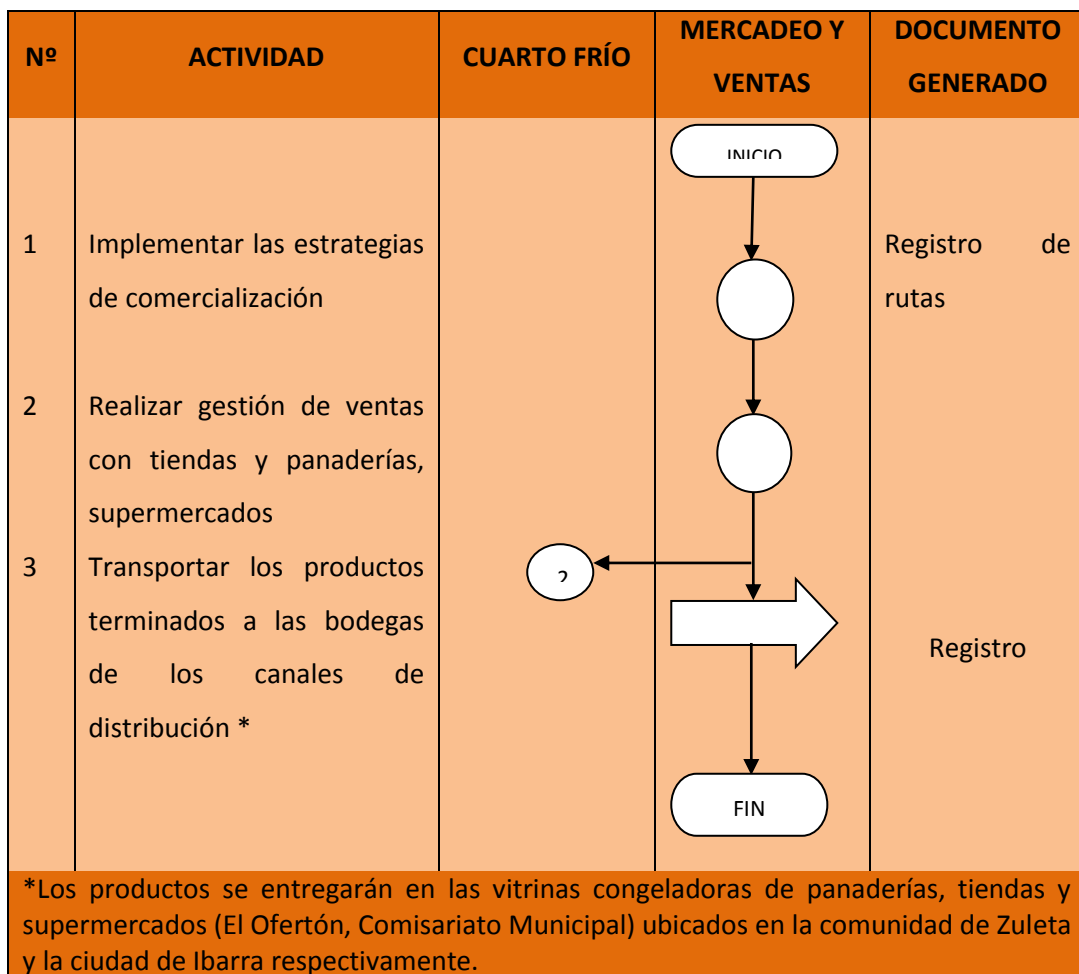 Nº ACTIVIDAD CUARTO FRÍO MERCADEO Y VENTAS DOCUMENTO GENERADO
INICIO
1 Implementar las estrategias
de comercialización
Registro de
rutas
2 Realizar gestión de ventas
con tiendas y panaderías,
supermercados
3 Transportar los productos
terminados a las bodegas
de los canales de
distribución *
2
Registro
FIN
*Los productos se entregarán en las vitrinas congeladoras de panaderías, tiendas y
supermercados (El Ofertón, Comisariato Municipal) ubicados en la comunidad de Zuleta
y la ciudad de Ibarra respectivamente.